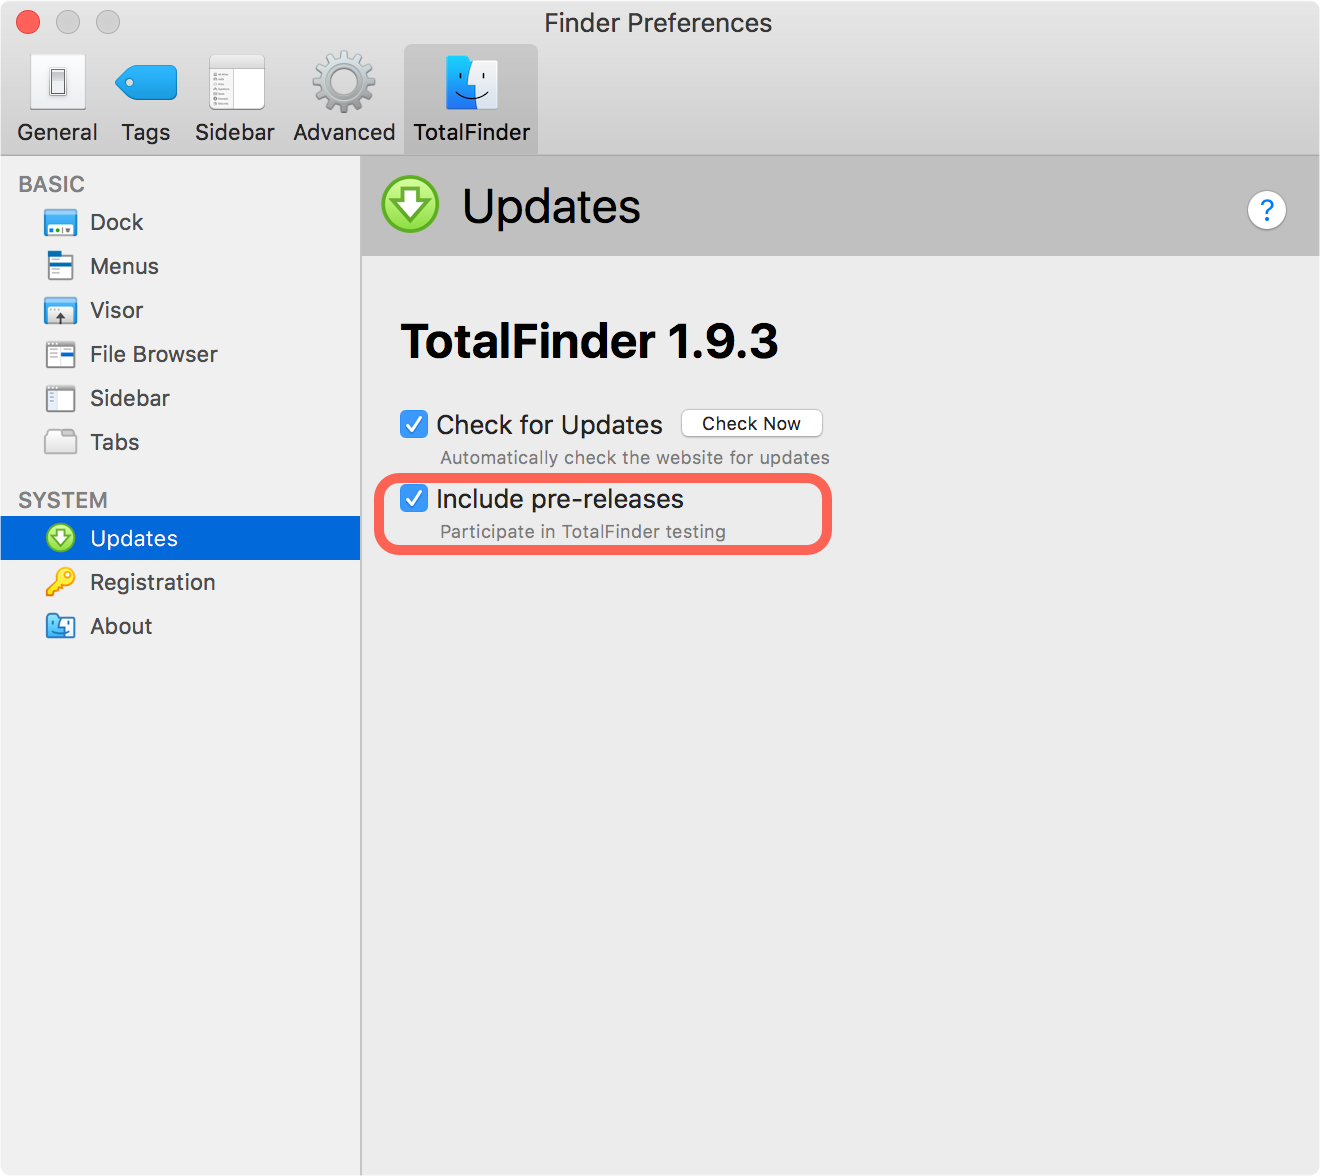 Finder Preferences
General
Tags
Sidebar
Advanced
TotalFinder
BASIC
Dock
Menus
Visor
File Browser
Sidebar
Tabs
SYSTEM
Updates
Registration
About
Updates
?
TotalFinder 1.9.3
Check for Updates
Check Now
Automatically check the website for updates
Include pre-releases
Participate in TotalFinder testing